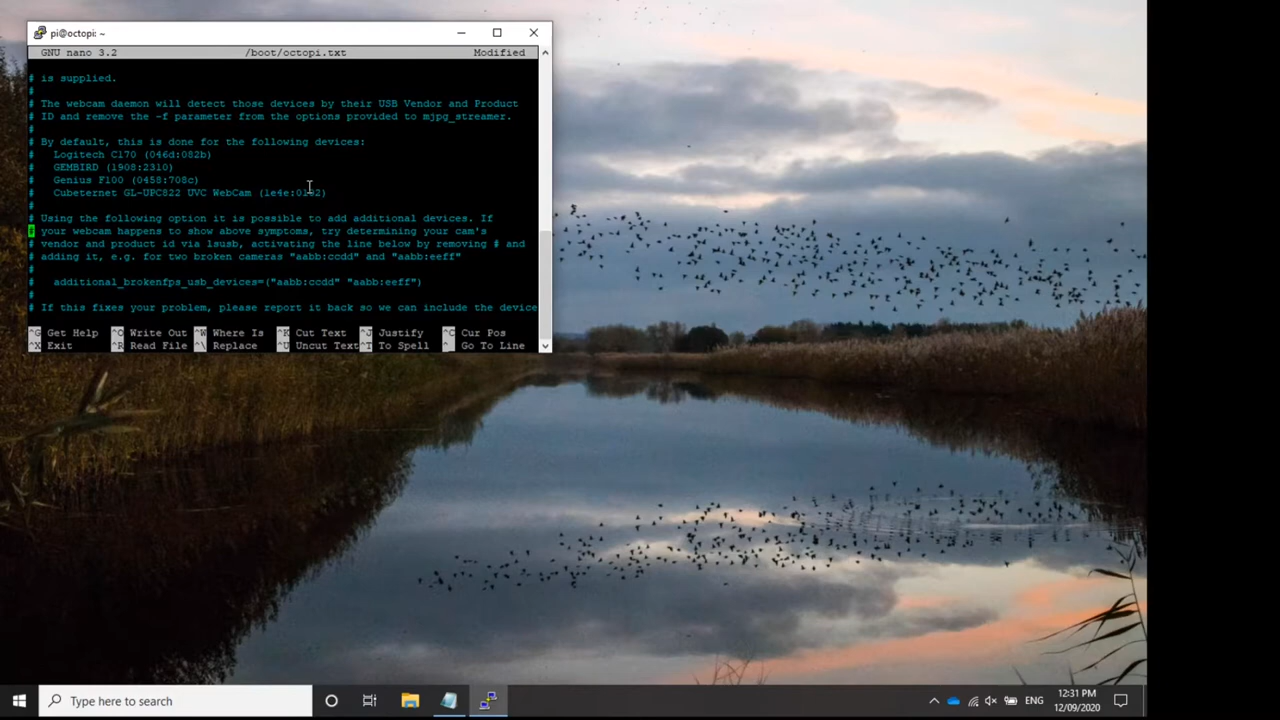 pi@octopi: ~
GNU nano 3.2 /boot/octopi.txt Modified
# is supplied.
#
# The webcam daemon will detect those devices by their USB Vendor and Product
# ID and remove the -f parameter from the options provided to mjpg_streamer.
#
# By default, this is done for the following devices:
# Logitech C170 (046d:082b)
# GEMBIRD (1908:2310)
# Genius F100 (0458:708c)
# Cubeternet GL-UPC822 UVC WebCam
#
# Using the following option it is possible to add additional devices. If
# your webcam happens to show above symptoms, try determining your cam's
# vendor and product id via lsusb, activating the line below by removing # and
# adding it, e.g. for two broken cameras "aabb:ccdd" and "aabb:eeff"
#
# additional_brokenfps_usb_devices=("aabb:ccdd" "aabb:eeff")
#
# If this fixes your problem, please report it back so we can include the device
^G Get Help ^O Write Out ^W Where Is ^K Cut Text ^J Justify ^C Cur Pos
^X Exit ^R Read File ^\ Replace ^U Uncut Text ^T To Spell ^_ Go To Line
Type here to search
ENG
12:31 PM
12/09/2020